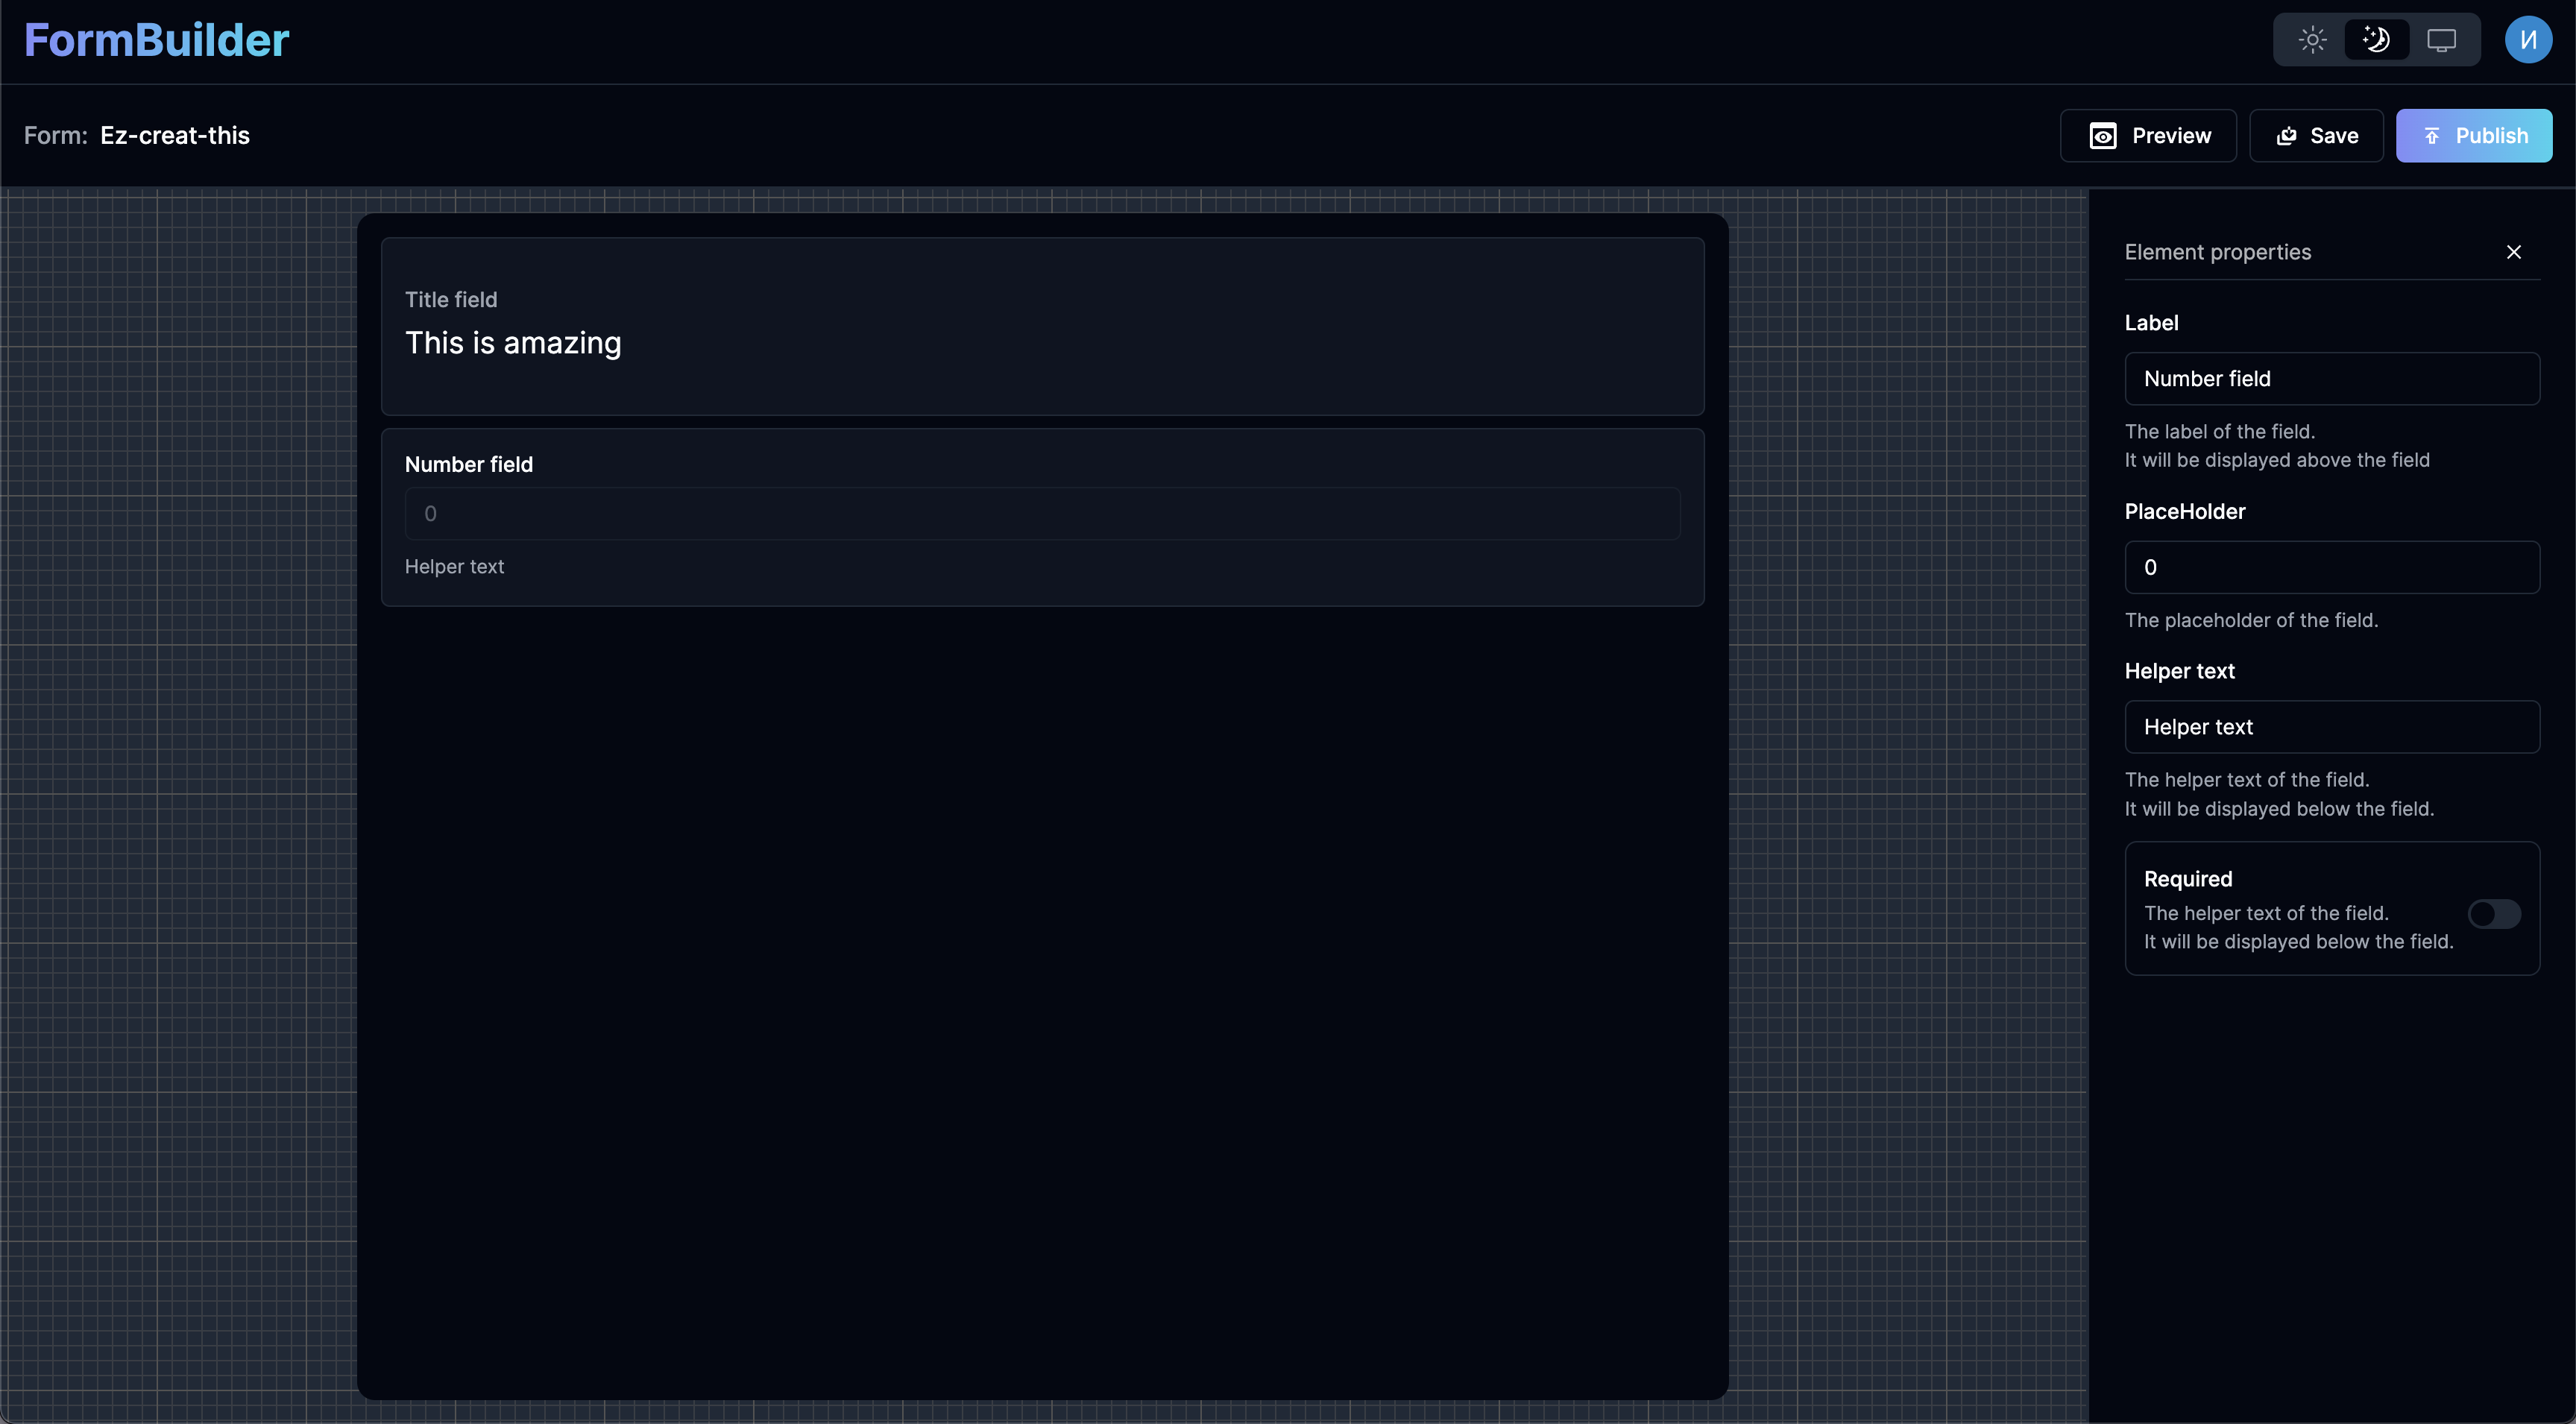 FormBuilder
И
Form: Ez-creat-this
Preview
Save
Publish
Title field
This is amazing
Number field
0
Helper text
Element properties
Label
Number field
The label of the field.
It will be displayed above the field
PlaceHolder
0
The placeholder of the field.
Helper text
Helper text
The helper text of the field.
It will be displayed below the field.
Required
The helper text of the field.
It will be displayed below the field.